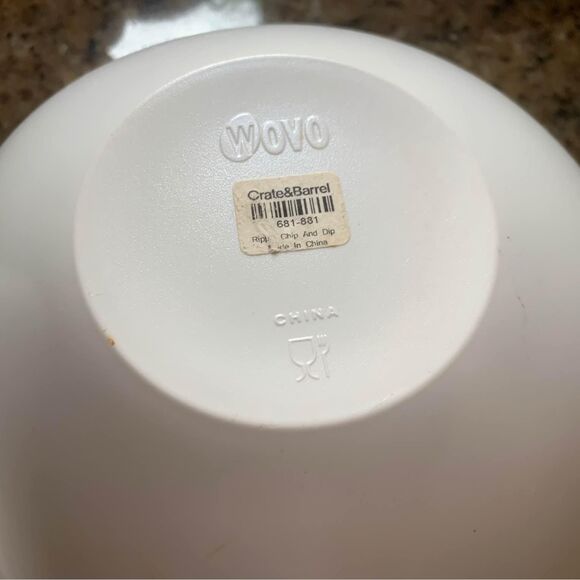 WOVO
Crate&Barrel
681-881
Chip And Dip
In China
CHINA